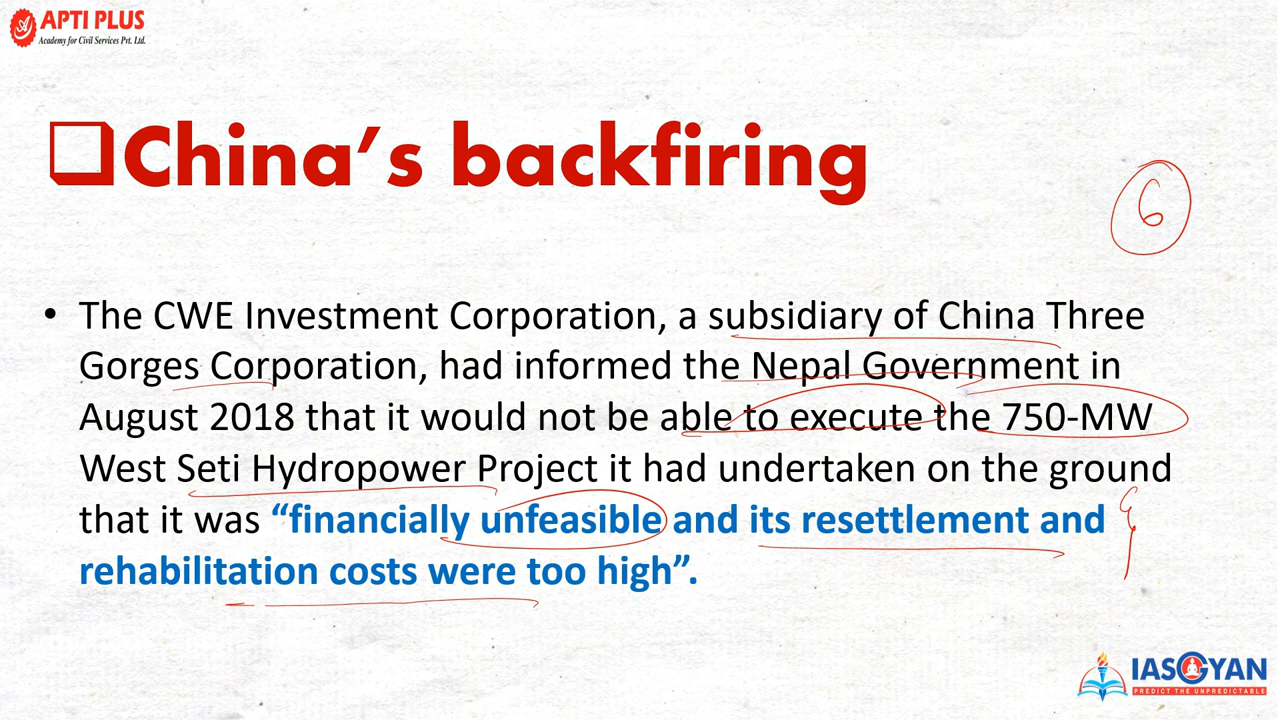 APTI PLUS
Academy for Civil Services Pvt. Ltd.
China’s backfiring
6
• The CWE Investment Corporation, a subsidiary of China Three
Gorges Corporation, had informed the Nepal Government in
August 2018 that it would not be able to execute the 750-MW
West Seti Hydropower Project it had undertaken on the ground
that it was “financially unfeasible and its resettlement and
rehabilitation costs were too high”.
IASGYAN
PREDICT THE UNPREDICTABLE